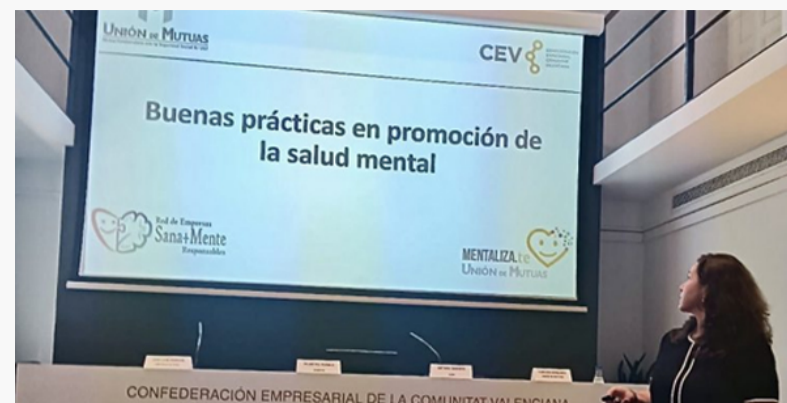 UNIÓN DE MUTUAS
CEV
Buenas prácticas en promoción de
la salud mental
Red de Empresas
Sana+Mente
Responsables
MENTALIZA.te
UNIÓN DE MUTUAS
CONFEDERACIÓN EMPRESARIAL DE LA COMUNITAT VALENCIANA